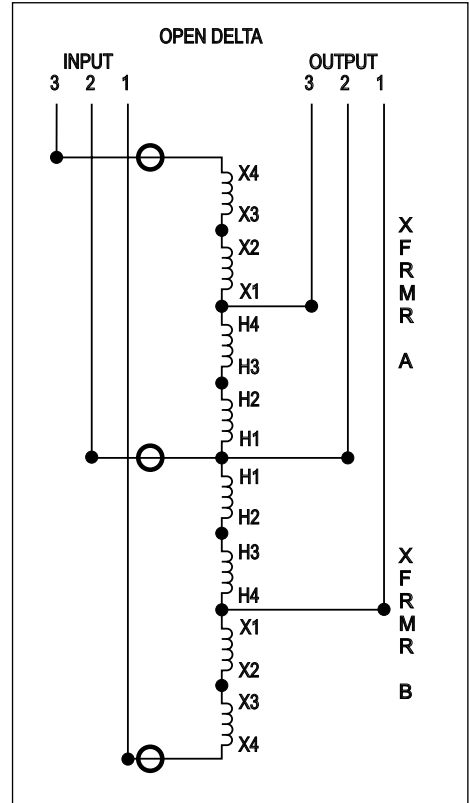 OPEN DELTA
INPUT
OUTPUT
3 2 1
3 2 1
X4
X3
X2
X1
H4
H3
H2
H1
H1
H2
H3
H4
X1
X2
X3
X4
X
F
R
M
R
A
X
F
R
M
R
B